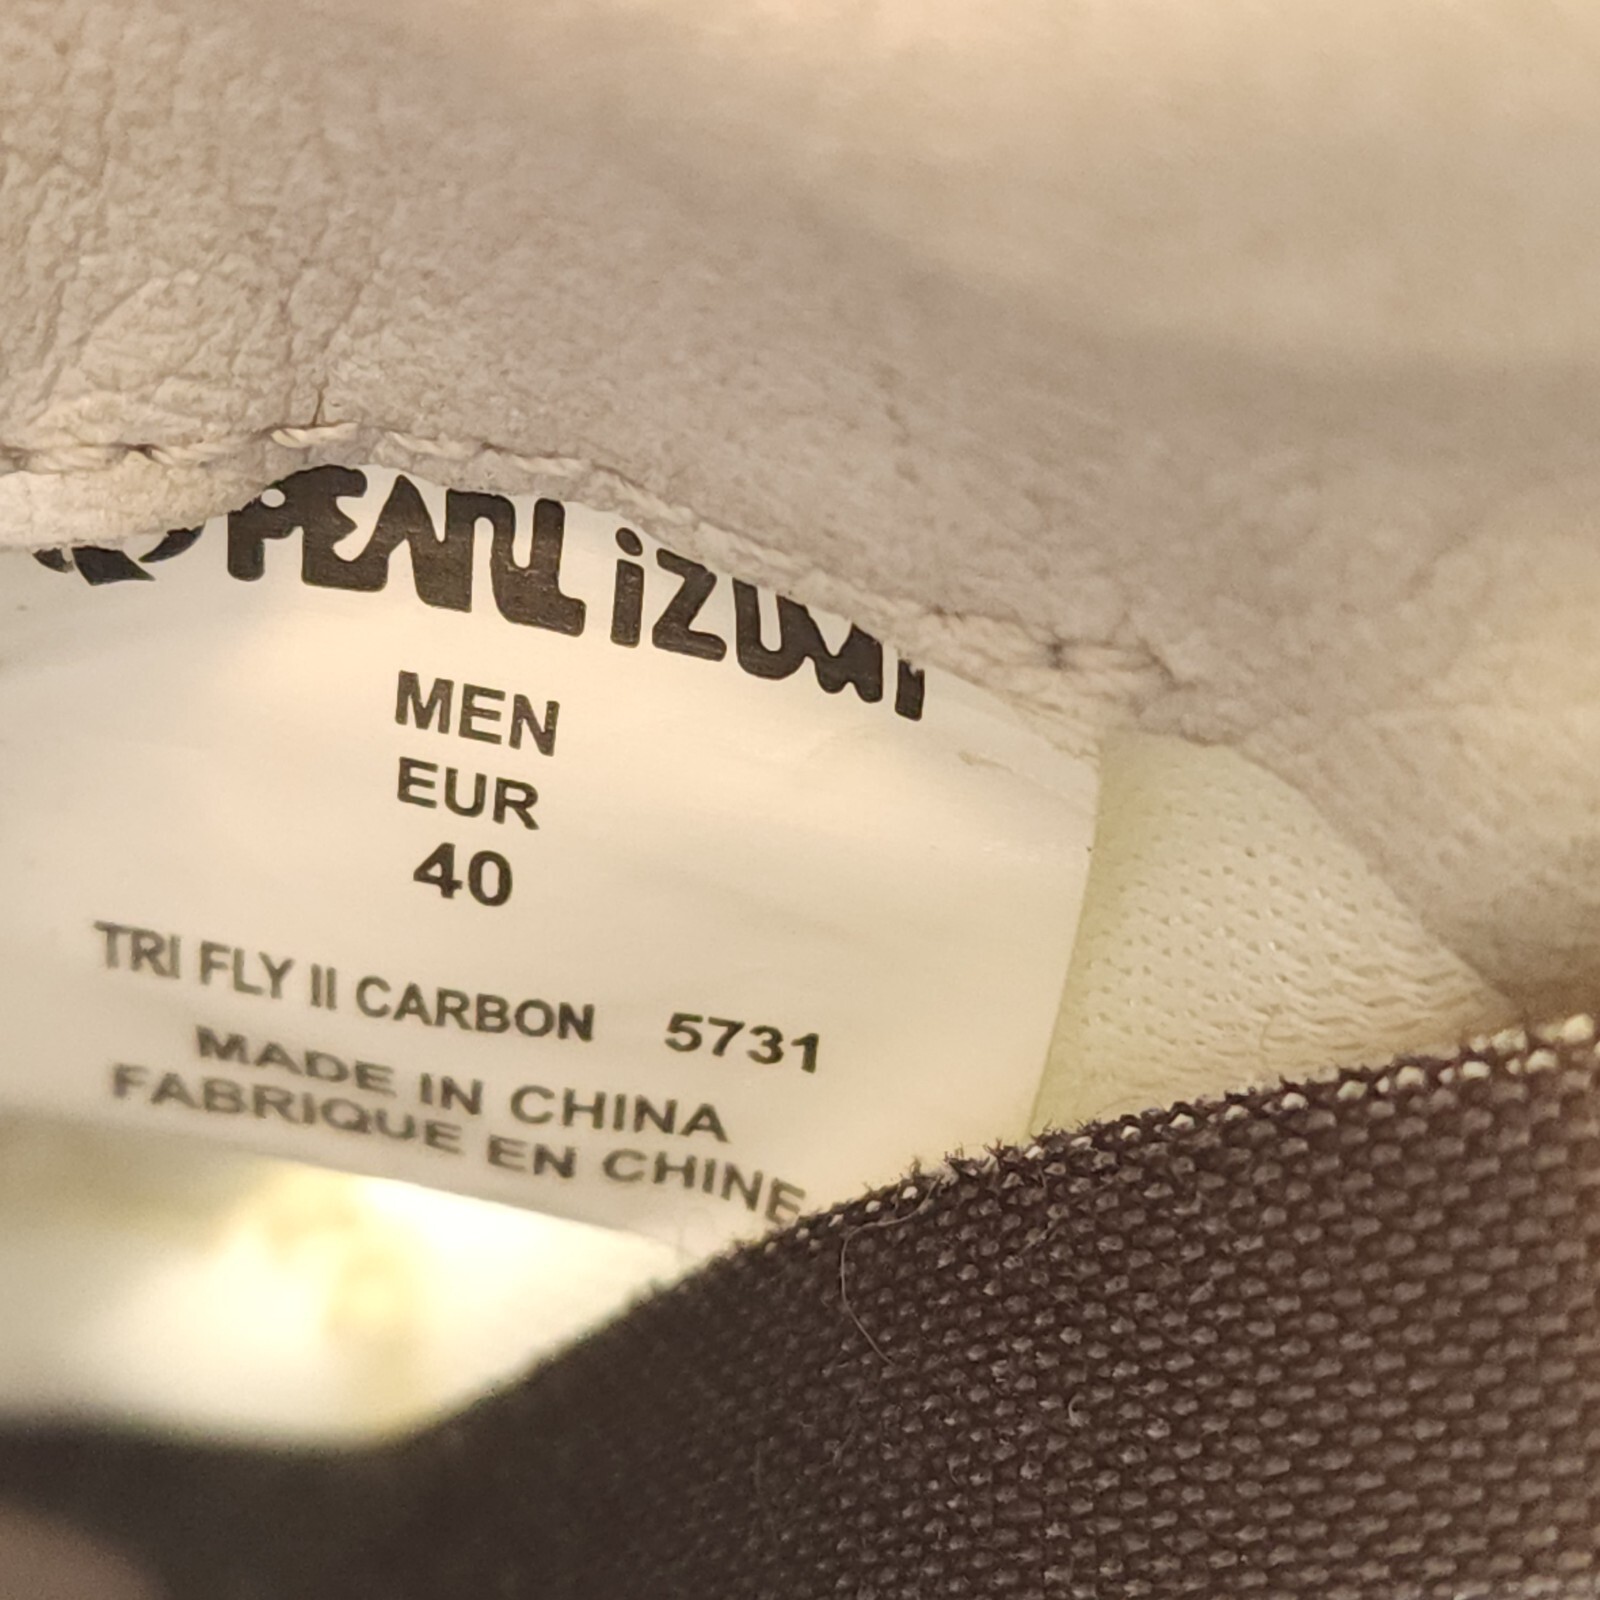 PEARL iZUMi
MEN
EUR
40
TRI FLY II CARBON 5731
MADE IN CHINA
FABRIQUE EN CHINE